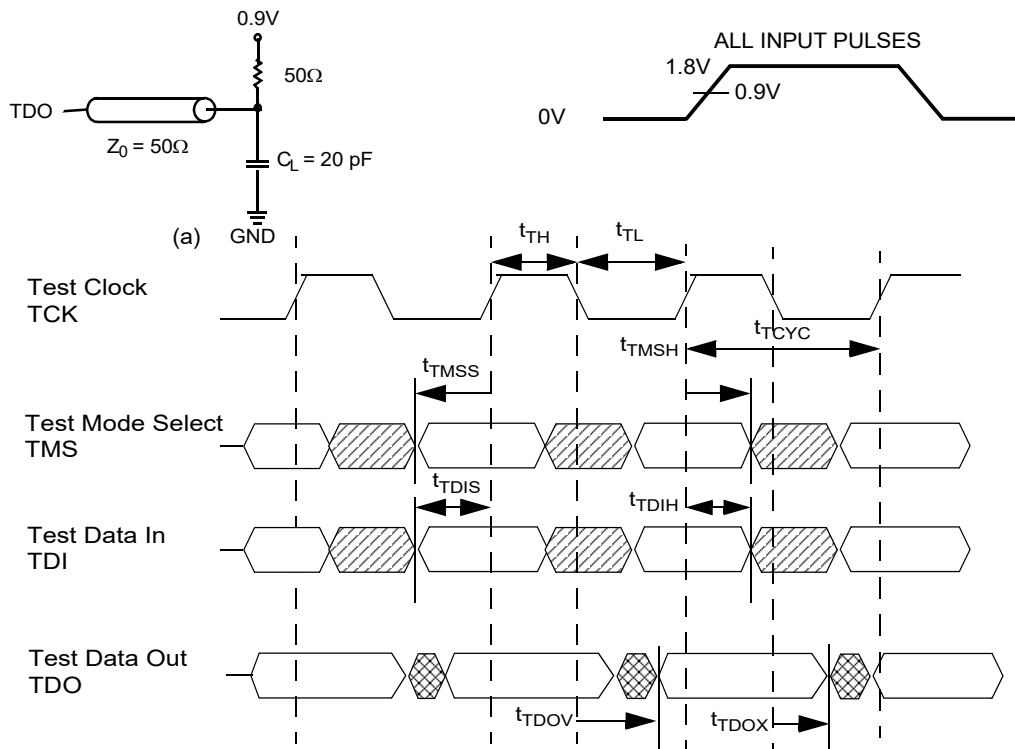 0.9V
ALL INPUT PULSES
50Ω
1.8V
0.9V
TDO
0V
Z0 = 50Ω
CL = 20 pF
(a) GND
tTH
tTL
Test Clock
TCK
tTMSH
tTCYC
tTMSS
Test Mode Select
TMS
tTDIS
tTDIH
Test Data In
TDI
Test Data Out
TDO
tTDOV
tTDOX